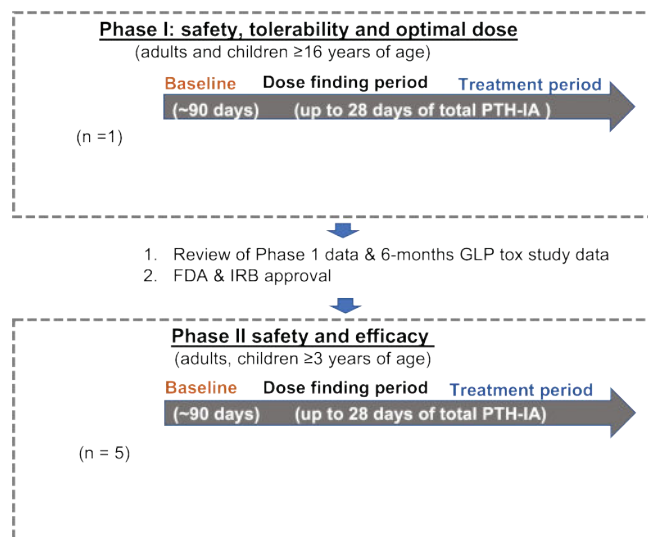 Phase I: safety, tolerability and optimal dose
(adults and children ≥16 years of age)
Baseline Dose finding period Treatment period
(~90 days) (up to 28 days of total PTH-IA )
(n =1)
1. Review of Phase 1 data & 6-months GLP tox study data
2. FDA & IRB approval
Phase II safety and efficacy
(adults, children ≥3 years of age)
Baseline Dose finding period Treatment period
(~90 days) (up to 28 days of total PTH-IA)
(n = 5)